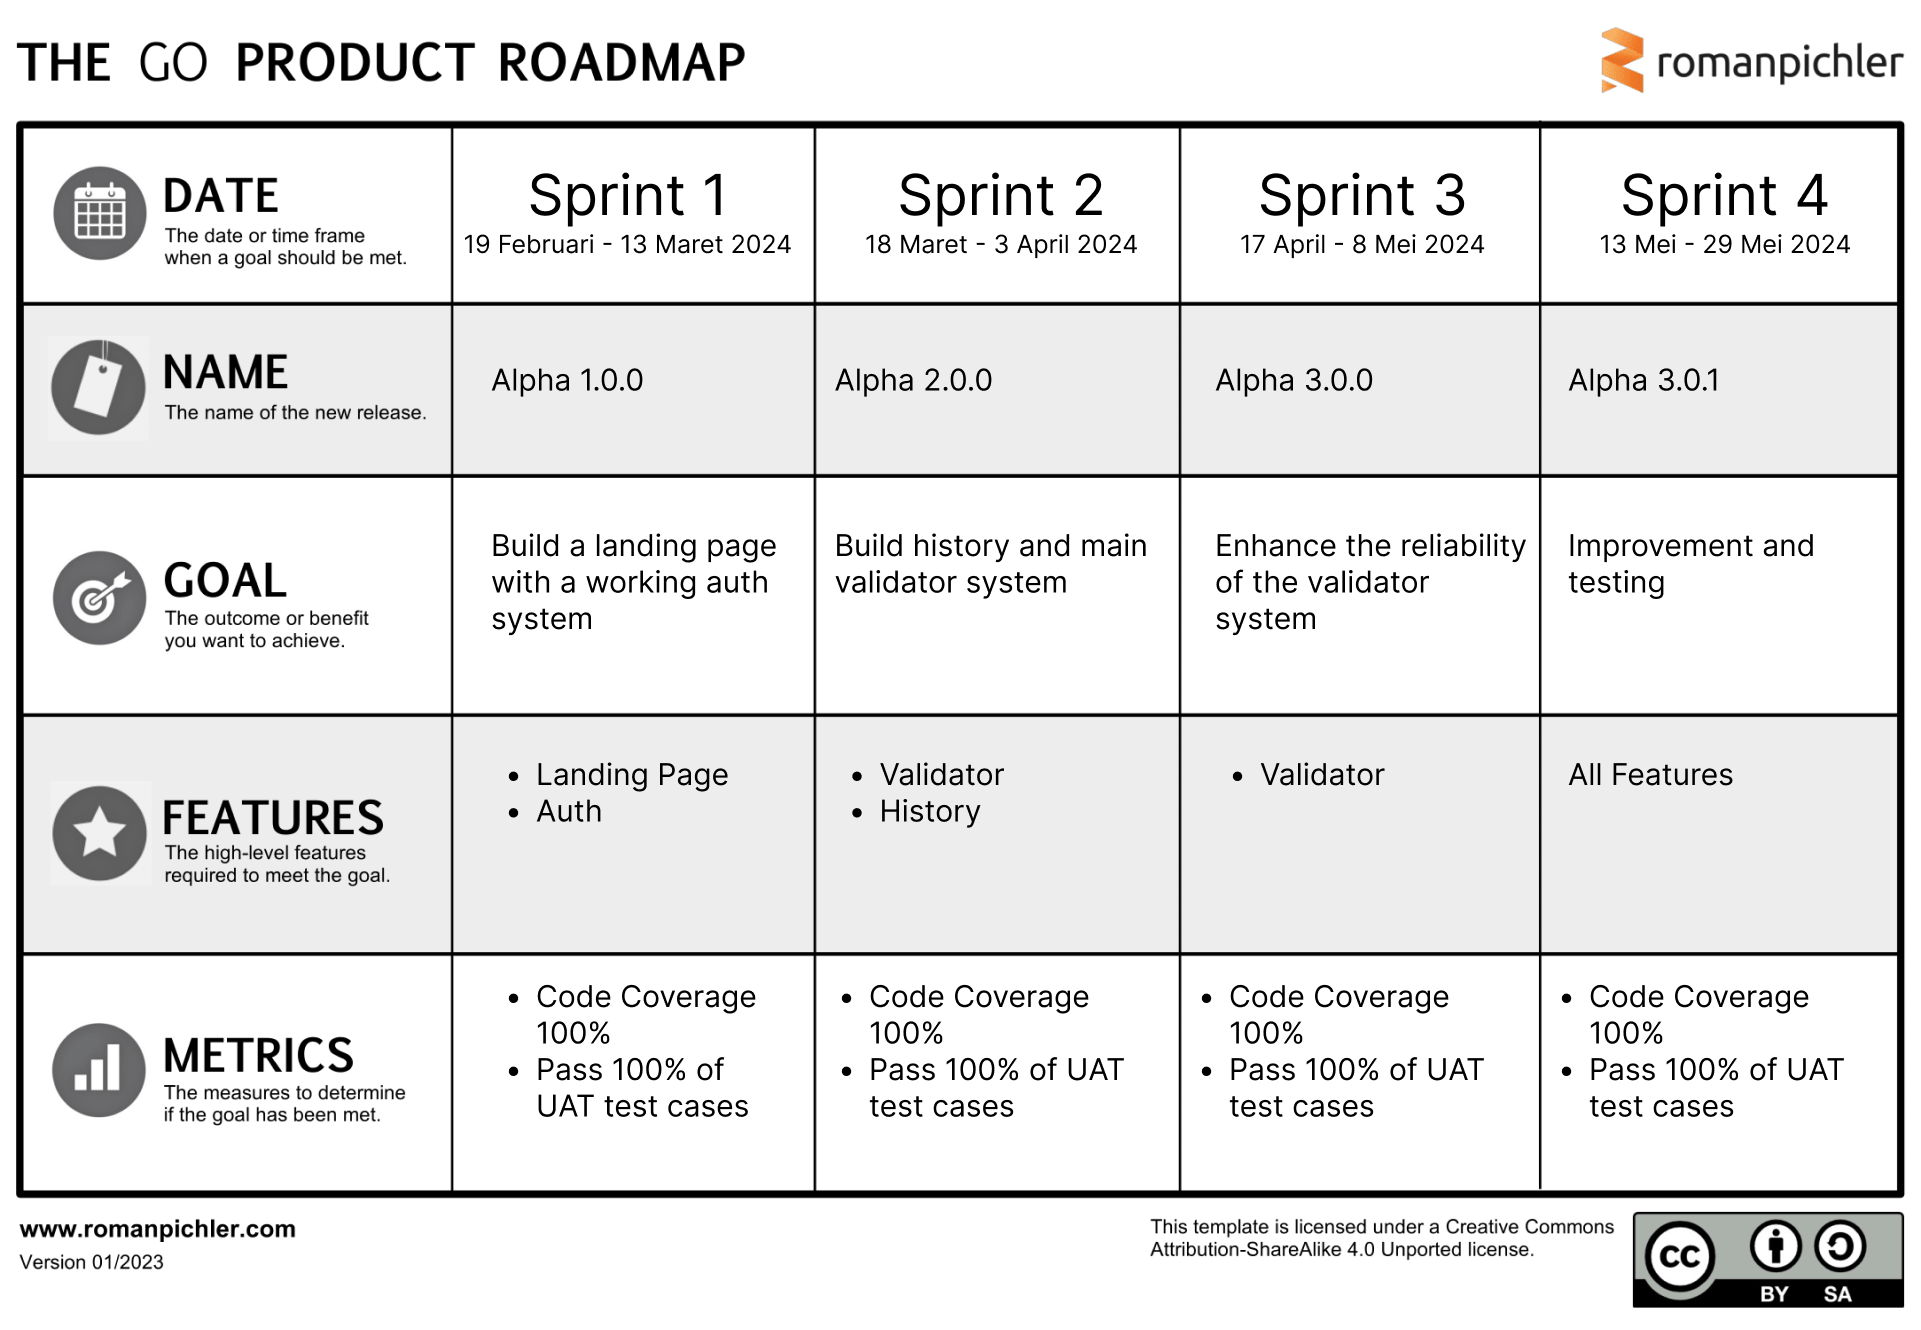 THE GO PRODUCT ROADMAP
romanpichler
DATE
The date or time frame
when a goal should be met.
Sprint 1
19 Februari - 13 Maret 2024
Sprint 2
18 Maret - 3 April 2024
Sprint 3
17 April - 8 Mei 2024
Sprint 4
13 Mei - 29 Mei 2024
NAME
The name of the new release.
Alpha 1.0.0
Alpha 2.0.0
Alpha 3.0.0
Alpha 3.0.1
GOAL
The outcome or benefit
you want to achieve.
Build a landing page
with a working auth
system
Build history and main
validator system
Enhance the reliability
of the validator
system
Improvement and
testing
FEATURES
The high-level features
required to meet the goal.
• Landing Page
• Auth
• Validator
• History
• Validator
All Features
METRICS
The measures to determine
if the goal has been met.
• Code Coverage
100%
• Pass 100% of
UAT test cases
• Code Coverage
100%
• Pass 100% of UAT
test cases
• Code Coverage
100%
• Pass 100% of UAT
test cases
• Code Coverage
100%
• Pass 100% of UAT
test cases
www.romanpichler.com
Version 01/2023
This template is licensed under a Creative Commons
Attribution-ShareAlike 4.0 Unported license.
cc
BY SA